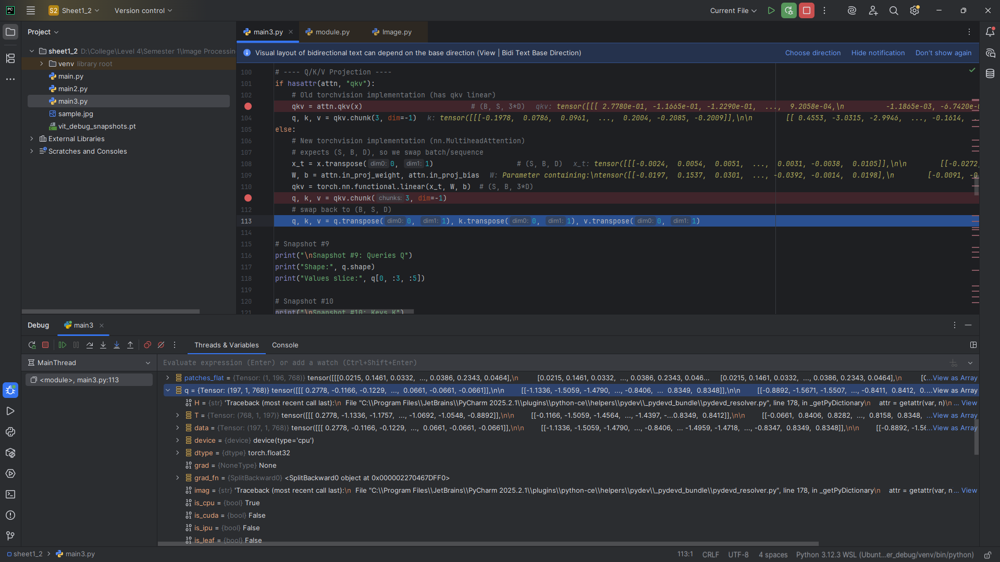 PC
S2 Sheet1_2 Version control Current File
Project
sheet1_2 D:\College\Level 4\Semester 1\Image Processin
venv library root
main.py
main2.py
main3.py
sample.jpg
vit_debug_snapshots.pt
External Libraries
Scratches and Consoles
main3.py module.py Image.py
Visual layout of bidirectional text can depend on the base direction (View | Bidi Text Base Direction) Choose direction Hide notification Don't show again
100 # ---- Q/K/V Projection ----
101 if hasattr(attn, "qkv"):
102 # Old torchvision implementation (has qkv linear)
qkv = attn.qkv(x) # (B, S, 3*D) qkv: tensor([[[ 2.7780e-01, -1.1665e-01, -1.2290e-01, ..., 9.2058e-04,\n -1.1865e-03, -6.7420e-0
104 q, k, v = qkv.chunk(3, dim=-1) k: tensor([[[-0.1978, 0.0786, 0.0961, ..., 0.2004, -0.2085, -0.2009]],\n\n [[ 0.4553, -3.0315, -2.9946, ..., -0.1614,
105 else:
106 # New torchvision implementation (nn.MultiheadAttention)
107 # expects (S, B, D), so we swap batch/sequence
108 x_t = x.transpose( dim0: 0, dim1: 1) # (S, B, D) x_t: tensor([[[-0.0024, 0.0054, 0.0051, ..., 0.0031, -0.0038, 0.0105]],\n\n [[-0.0272,
109 W, b = attn.in_proj_weight, attn.in_proj_bias W: Parameter containing:\ntensor([[-0.0197, 0.1537, 0.0301, ..., -0.0392, -0.0014, 0.0198],\n [-0.0091, -0
110 qkv = torch.nn.functional.linear(x_t, W, b) # (S, B, 3*D)
q, k, v = qkv.chunk( chunks: 3, dim=-1)
112 # swap back to (B, S, D)
113 q, k, v = q.transpose( dim0: 0, dim1: 1), k.transpose( dim0: 0, dim1: 1), v.transpose( dim0: 0, dim1: 1)
114
115 # Snapshot #9
116 print("\nSnapshot #9: Queries Q")
117 print("Shape:", q.shape)
118 print("Values slice:", q[0, :3, :5])
119
120 # Snapshot #10
121 print("\nSnapshot #10: Keys K")
Debug main3
Threads & Variables Console
MainThread
<module>, main3.py:113
Evaluate expression (Enter) or add a watch (Ctrl+Shift+Enter)
patches_flat = {Tensor: (1, 196, 768)} tensor([[[0.0215, 0.1461, 0.0332, ..., 0.0386, 0.2343, 0.0464],\n [0.0215, 0.1461, 0.0332, ..., 0.0386, 0.2343, 0.046... [0.0215, 0.1461, 0.0332, ..., 0.0386, 0.2343, 0.0464],\n [0...View as Array
q = {Tensor: (197, 1, 768)} tensor([[[ 0.2778, -0.1166, -0.1229, ..., 0.0661, -0.0661, -0.0661]],\n\n [[-1.1336, -1.5059, -1.4790, ..., -0.8406, ... 0.8349, 0.8348]],\n\n [[-0.8892, -1.5671, -1.5507, ..., -0.8411, 0.8412, 0....View as Array
H = {str} 'Traceback (most recent call last):\n File "C:\\Program Files\\JetBrains\\PyCharm 2025.2.1\\plugins\\python-ce\\helpers\\pydev\\_pydevd_bundle\\pydevd_resolver.py", line 178, in _getPyDictionary\n attr = getattr(var, n)\n ... View
T = {Tensor: (768, 1, 197)} tensor([[[ 0.2778, -1.1336, -1.1757, ..., -1.0692, -1.0548, -0.8892]],\n\n [[-0.1166, -1.5059, -1.4564, ..., -1.4397, -...0.8349, 0.8412]],\n\n [[-0.0661, 0.8406, 0.8282, ..., 0.8158, 0.8348, ...View as Array
data = {Tensor: (197, 1, 768)} tensor([[[ 0.2778, -0.1166, -0.1229, ..., 0.0661, -0.0661, -0.0661]],\n\n [[-1.1336, -1.5059, -1.4790, ..., -0.8406, ... -1.4959, -1.4718, ..., -0.8347, 0.8349, 0.8348]],\n\n [[-0.8892, -1.56...View as Array
device = {device} device(type='cpu')
dtype = {dtype} torch.float32
grad = {NoneType} None
grad_fn = {SplitBackward0} <SplitBackward0 object at 0x000002270467DFF0>
imag = {str} 'Traceback (most recent call last):\n File "C:\\Program Files\\JetBrains\\PyCharm 2025.2.1\\plugins\\python-ce\\helpers\\pydev\\_pydevd_bundle\\pydevd_resolver.py", line 178, in _getPyDictionary\n attr = getattr(var, n ... View
is_cpu = {bool} True
is_cuda = {bool} False
is_ipu = {bool} False
is_leaf = {bool} False
sheet1_2 > main3.py 113:1 CRLF UTF-8 4 spaces Python 3.12.3 WSL (Ubunt...er_debug/venv/bin/python)